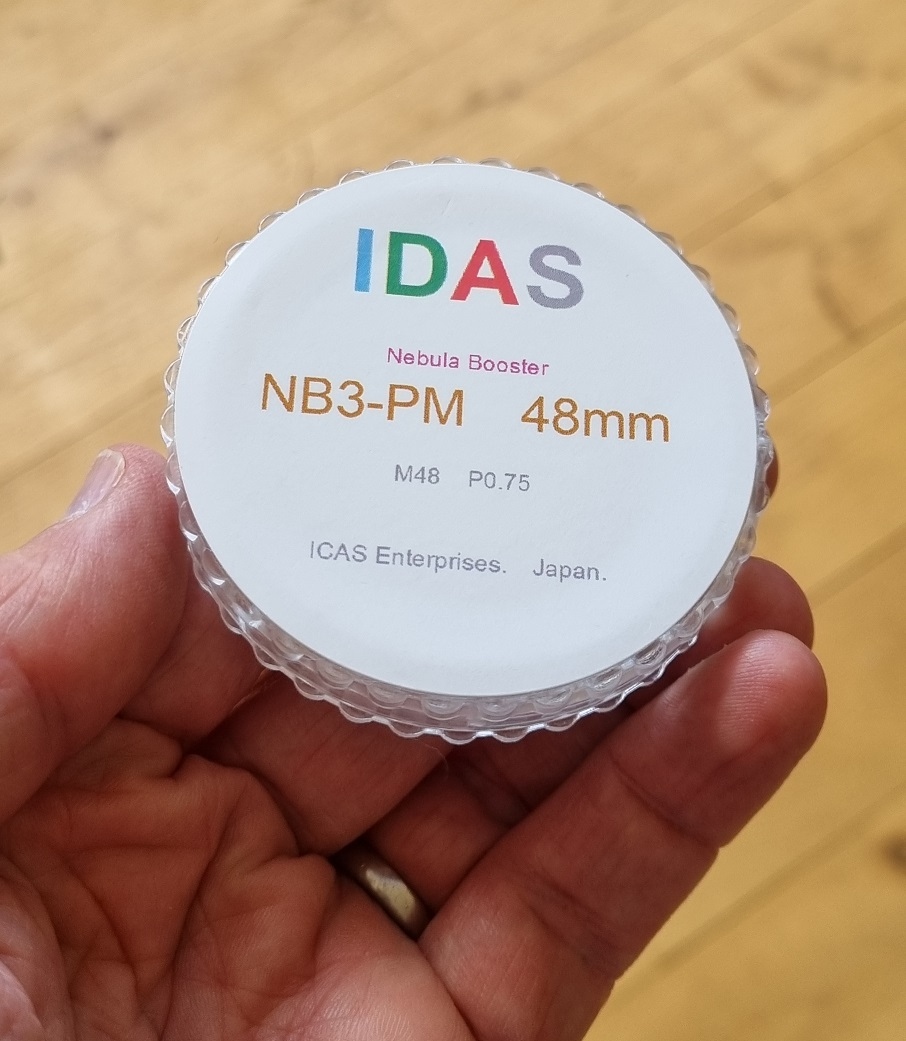 IDAS
Nebula Booster
NB3-PM 48mm
M48 P0.75
ICAS Enterprises. Japan.